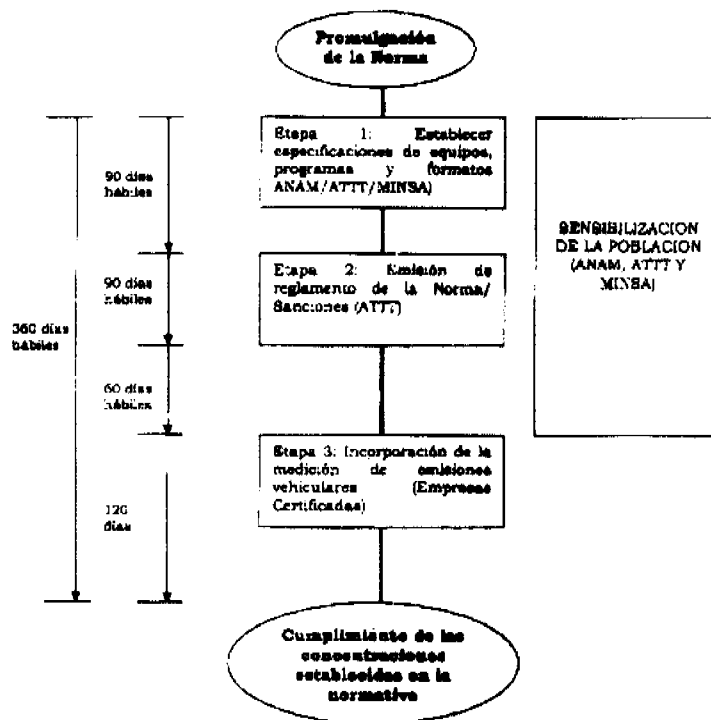 Promulgación
de la Norma
Etapa 1: Establecer
especificaciones de equipos,
programas y formatos
ANAM/ATTT/MINSA)
90 días
hábiles
SENSIBILIZACION
DE LA POBLACION
(ANAM, ATTT Y
MINSA)
Etapa 2: Emisión de
reglamento de la Norma/
Sanciones (ATTT)
90 días
hábiles
360 días
hábiles
60 días
hábiles
Etapa 3: Incorporación de la
medición de emisiones
vehiculares (Empresas
Certificadas)
120
días
Cumplimiento de las
concentraciones
establecidas en la
normativa